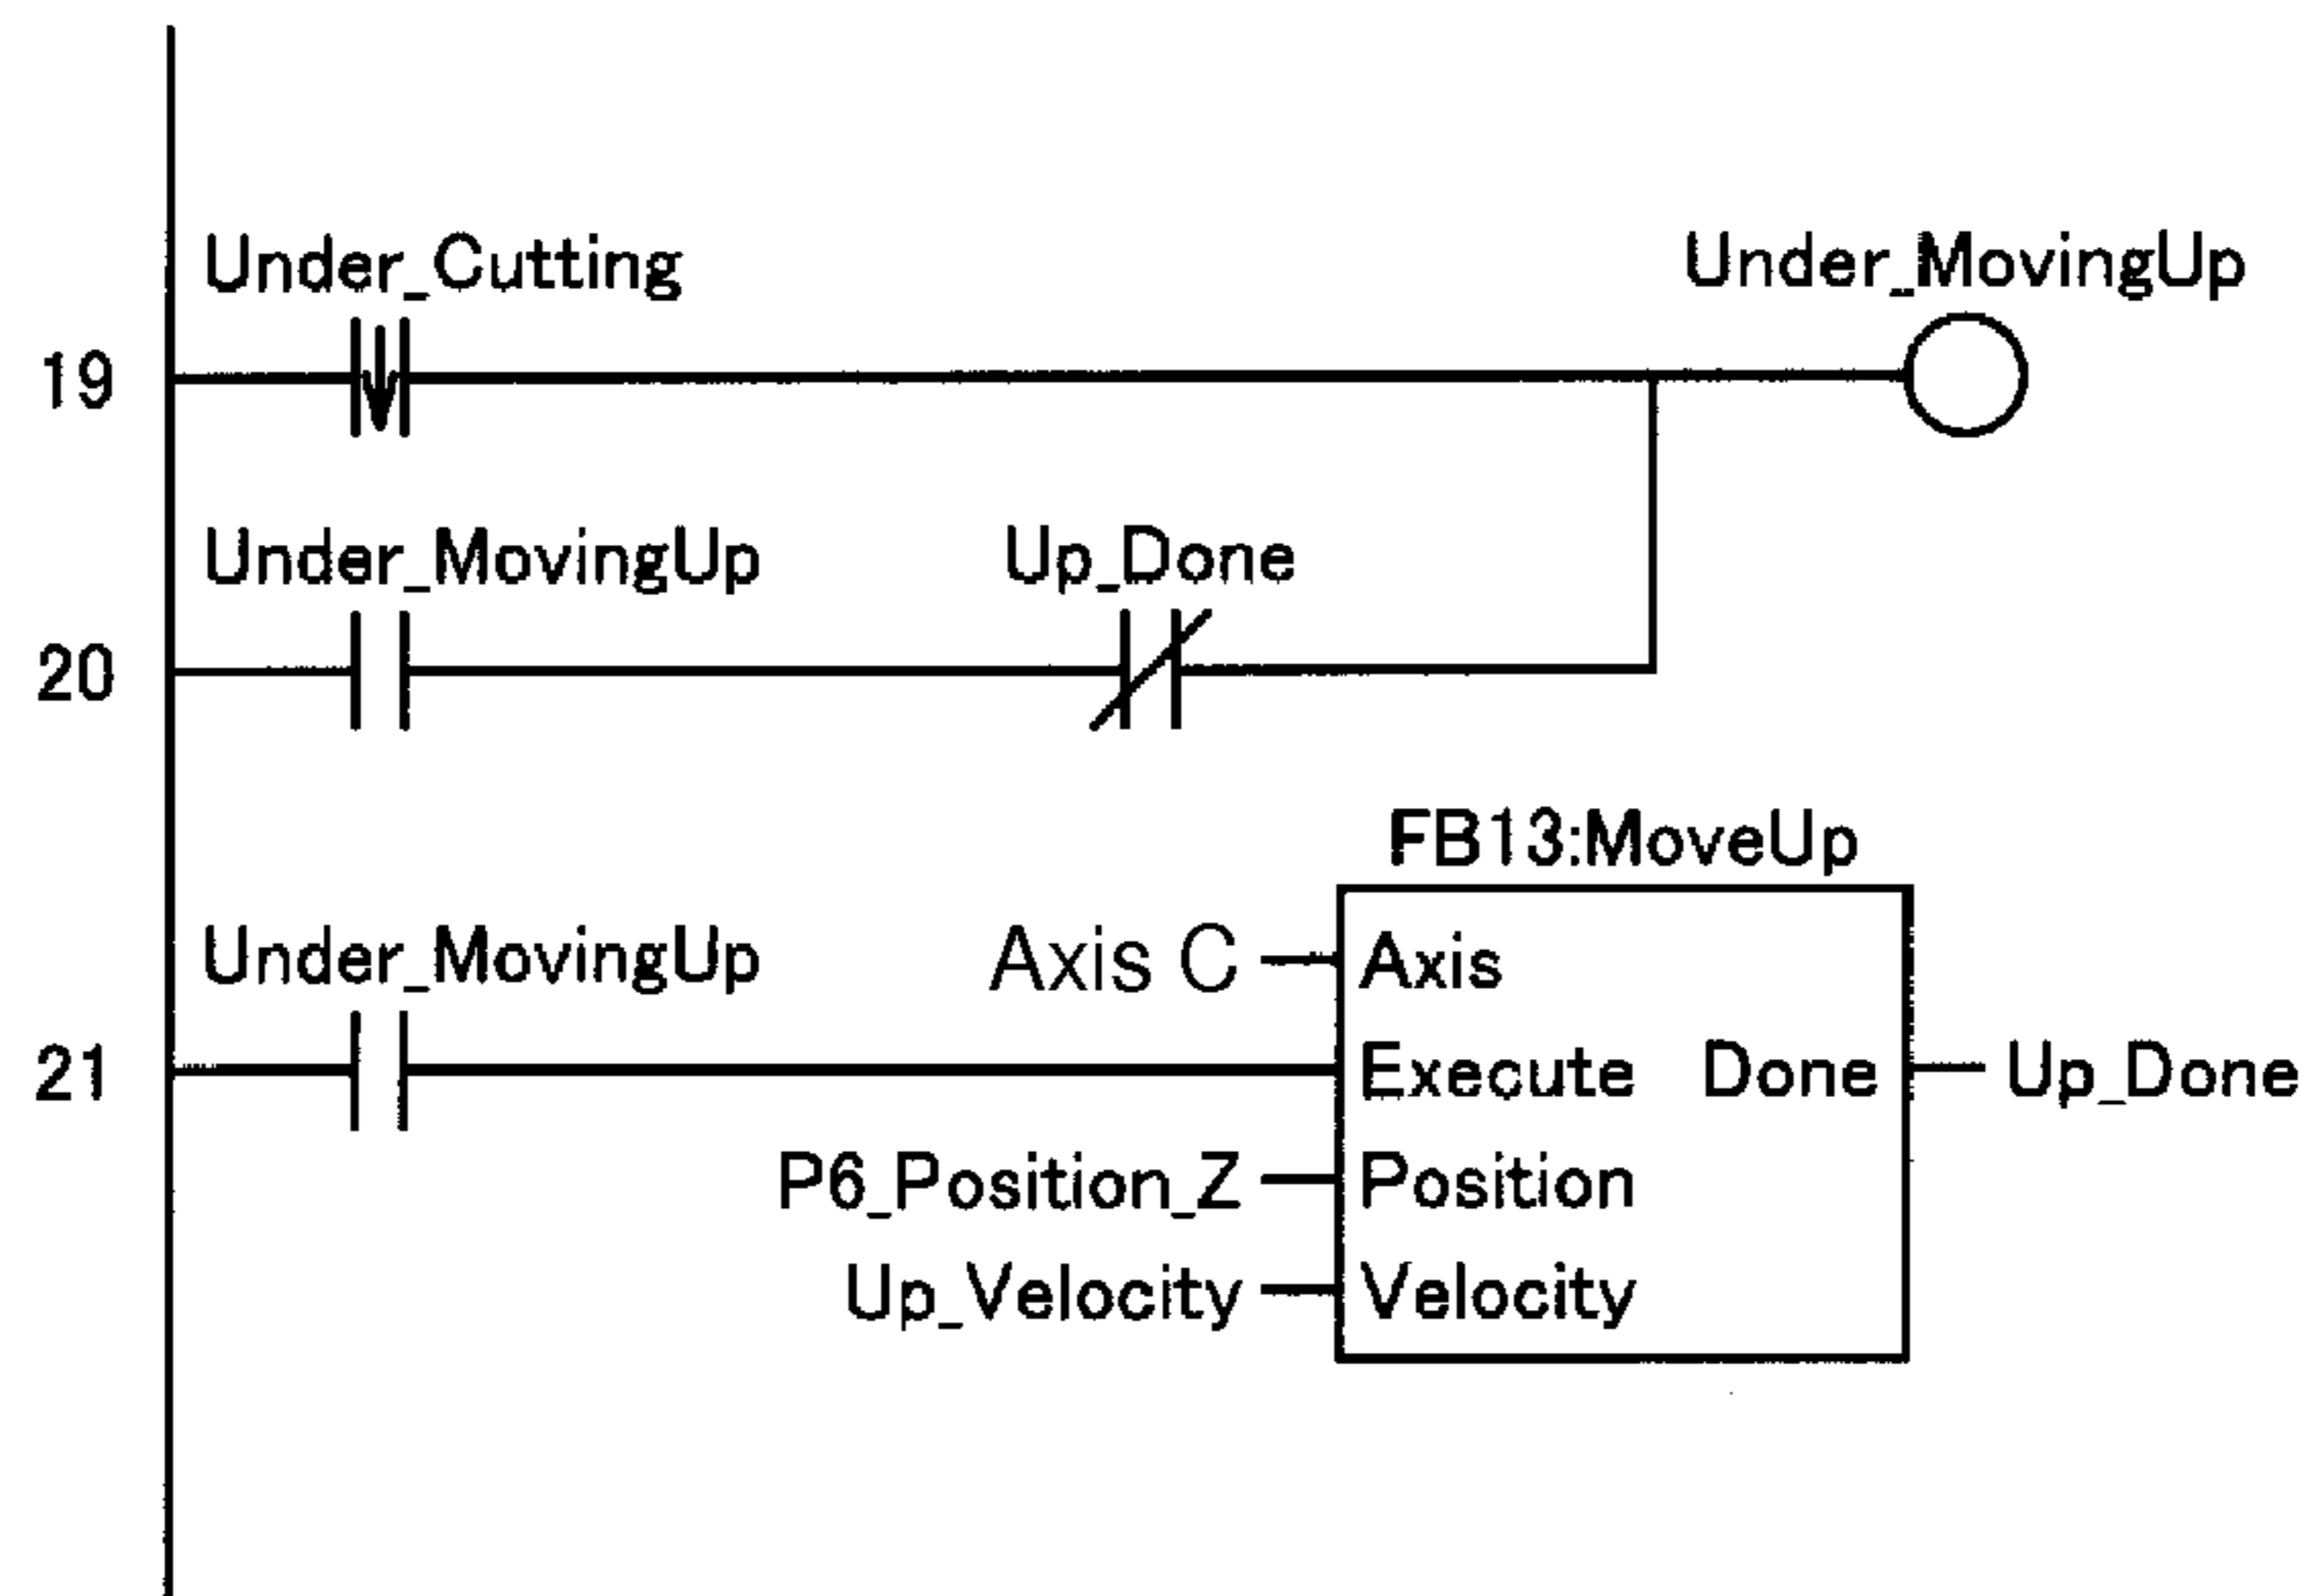 Under_Cutting Under_MovingUp
19
Under_MovingUp Up_Done
20
FB13:MoveUp
Under_MovingUp Axis C Axis
21 Execute Done Up_Done
P6_Position_Z Position
Up_Velocity Velocity